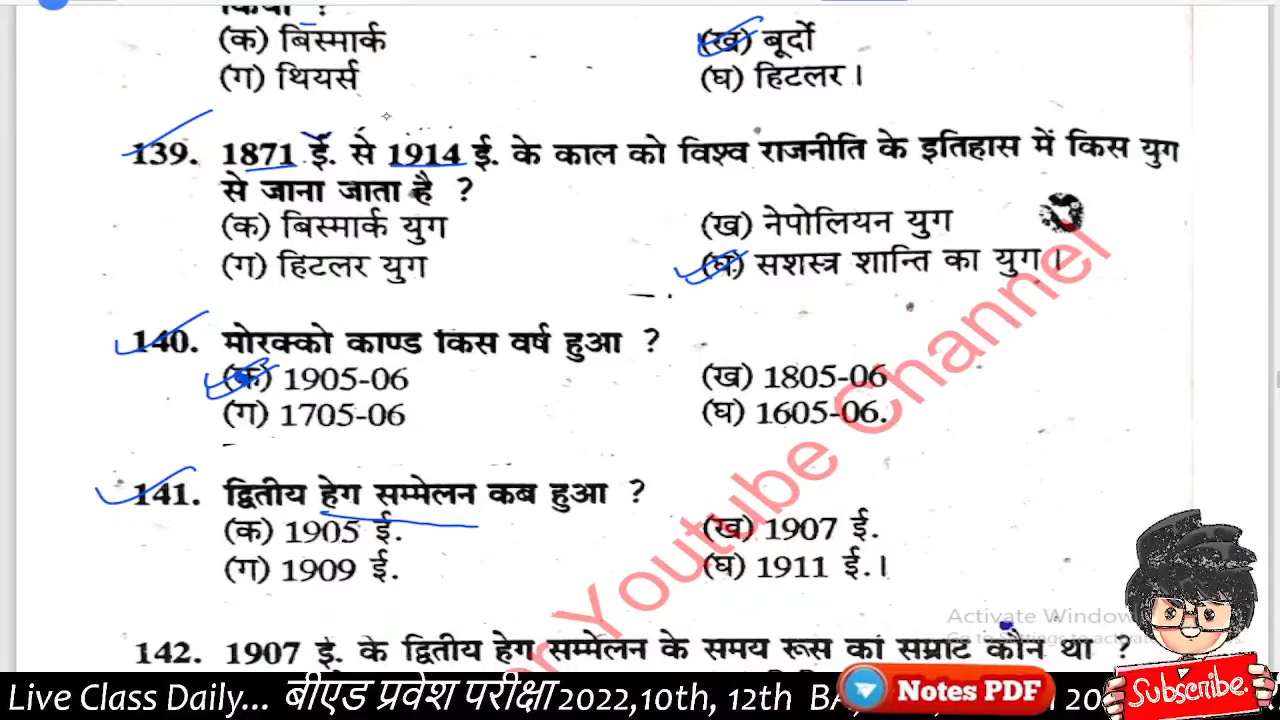 किया ?
(क) बिस्मार्क (ख) बूर्दो
(ग) थियर्स (घ) हिटलर।
139. 1871 ई. से 1914 ई. के काल को विश्व राजनीति के इतिहास में किस युग
से जाना जाता है ?
(क) बिस्मार्क युग (ख) नेपोलियन युग
(ग) हिटलर युग (घ) सशस्त्र शान्ति का युग।
140. मोरक्को काण्ड किस वर्ष हुआ ?
(क) 1905-06 (ख) 1805-06
(ग) 1705-06 (घ) 1605-06.
141. द्वितीय हेग सम्मेलन कब हुआ ?
(क) 1905 ई. (ख) 1907 ई.
(ग) 1909 ई. (घ) 1911 ई.।
142. 1907 ई. के द्वितीय हेग सम्मेलन के समय रूस का सम्राट कौन था ?
Youtube Channel
Activate Window
Live Class Daily... बीएड प्रवेश परीक्षा 2022,10th, 12th BA,
Notes PDF
Subscribe.